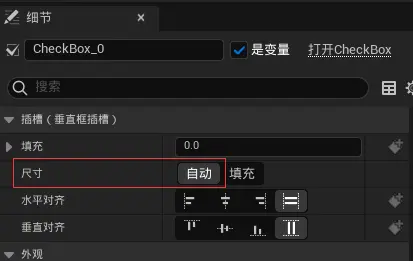 细节
CheckBox_0 是变量 打开CheckBox
搜索
插槽（垂直框插槽）
填充 0.0
尺寸 自动 填充
水平对齐
垂直对齐
外观